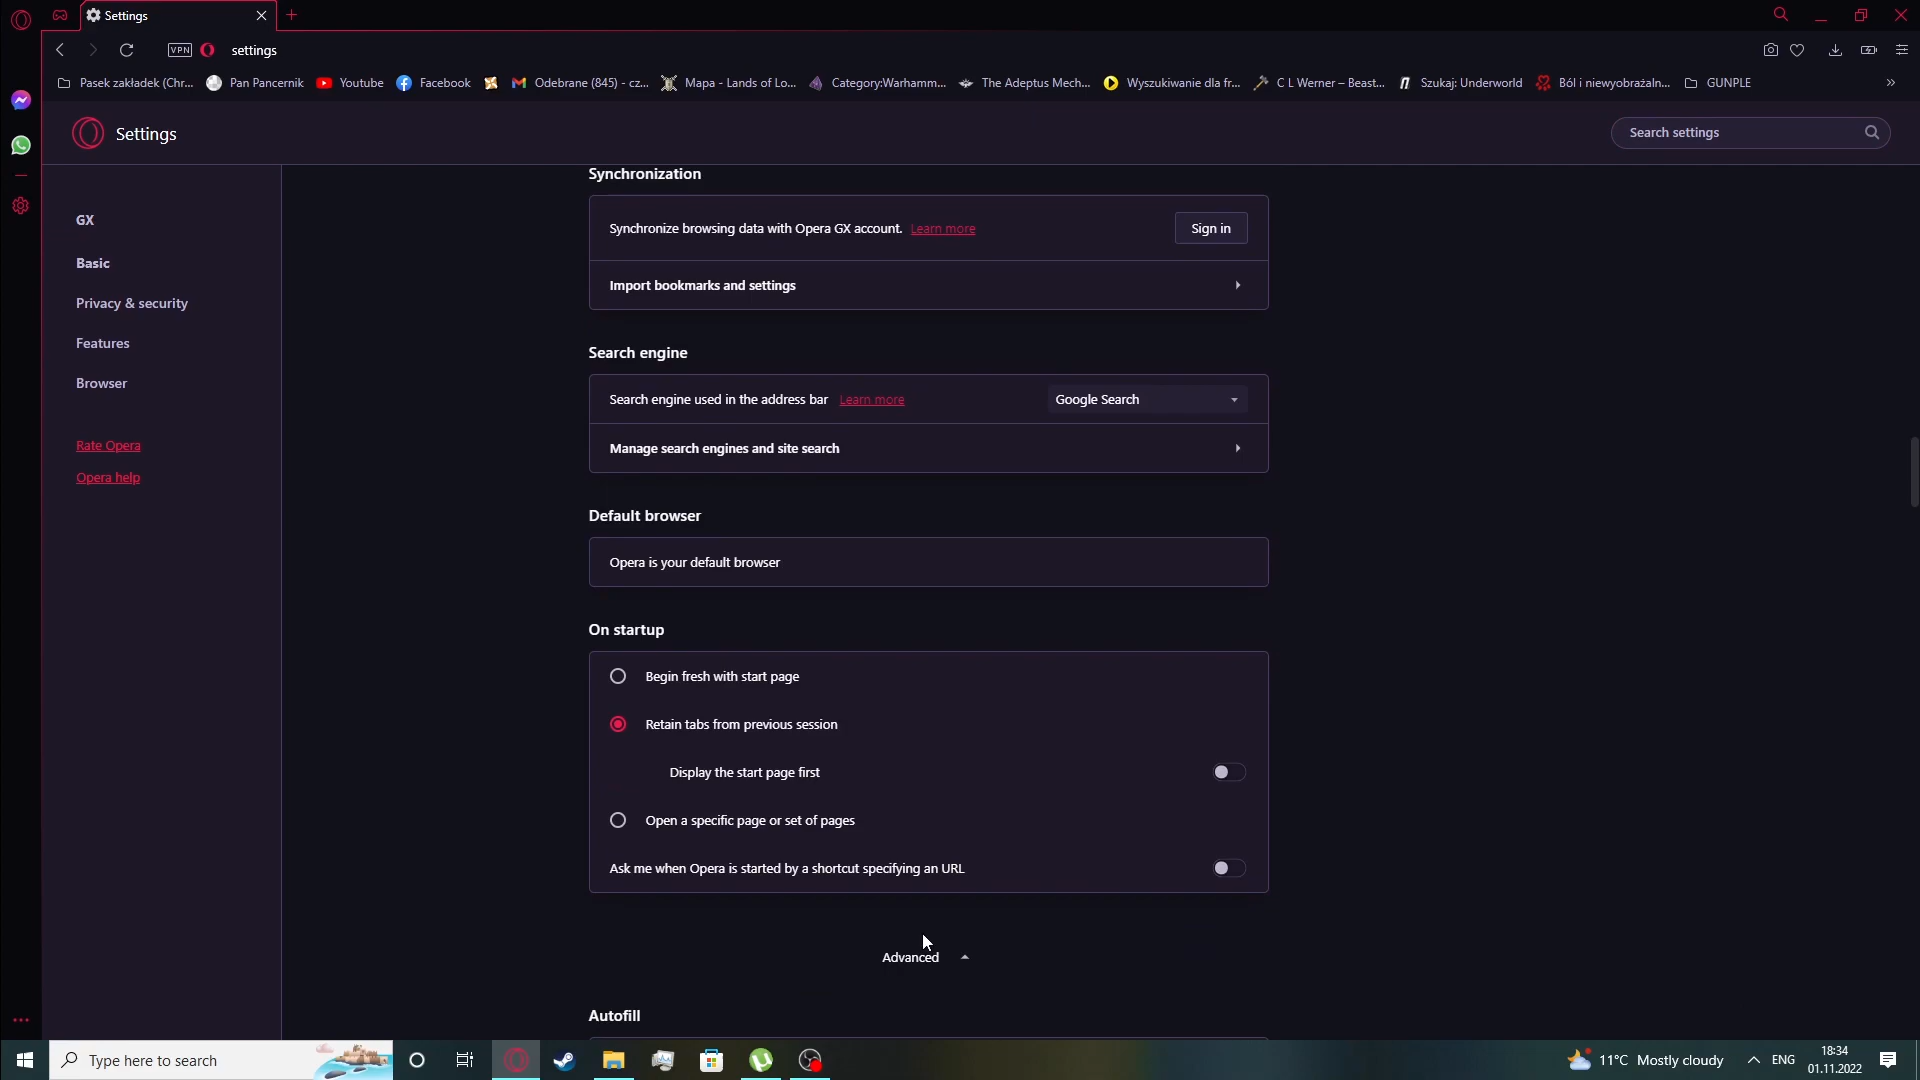 Settings
VPN
settings
Pasek zakładek (Chr...
Pan Pancernik
Youtube
Facebook
Odebrane (845) - cz...
Mapa - Lands of Lo...
Category:Warhamm...
The Adeptus Mech...
Wyszukiwanie dla fr...
C L Werner – Beast...
Szukaj: Underworld
Ból i niewyobrażaln...
GUNPLE
»
Settings
Search settings
GX
Basic
Privacy & security
Features
Browser
Rate Opera
Opera help
Synchronization
Synchronize browsing data with Opera GX account. Learn more
Sign in
Import bookmarks and settings
Search engine
Search engine used in the address bar Learn more
Google Search
Manage search engines and site search
Default browser
Opera is your default browser
On startup
Begin fresh with start page
Retain tabs from previous session
Display the start page first
Open a specific page or set of pages
Ask me when Opera is started by a shortcut specifying an URL
Advanced
Autofill
Type here to search
11°C Mostly cloudy
ENG
18:34
01.11.2022